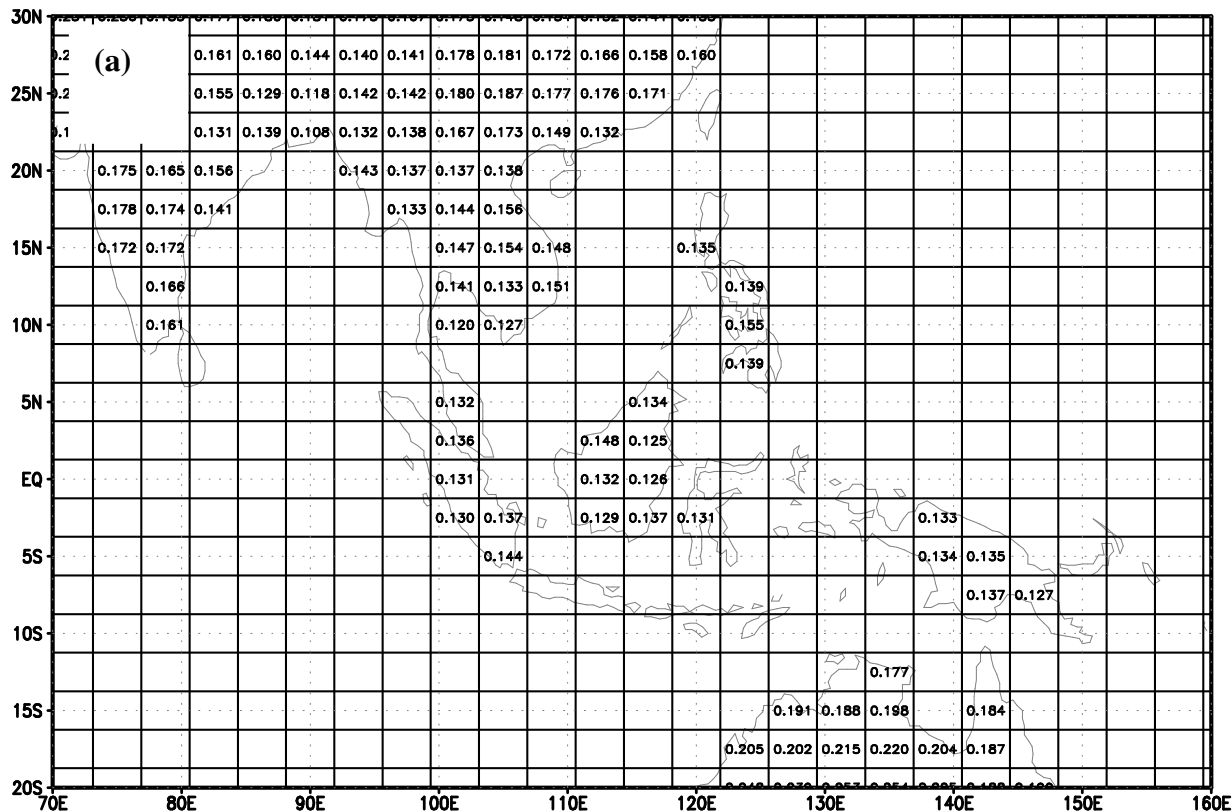 30N
(a) 0.161 0.160 0.144 0.140 0.141 0.178 0.181 0.172 0.166 0.158 0.160
25N 0.155 0.129 0.118 0.142 0.142 0.180 0.187 0.177 0.176 0.171
0.131 0.139 0.108 0.132 0.138 0.167 0.173 0.149 0.132
20N 0.175 0.165 0.156 0.143 0.137 0.137 0.138
0.178 0.174 0.141 0.133 0.144 0.156
15N 0.172 0.172 0.147 0.154 0.148 0.135
0.166 0.141 0.133 0.151 0.139
10N 0.161 0.120 0.127 0.155
0.139
5N 0.132 0.134
0.136 0.148 0.125
EQ 0.131 0.132 0.126
0.130 0.137 0.129 0.137 0.131 0.133
5S 0.144 0.134 0.135
0.137 0.127
10S
0.177
15S 0.191 0.188 0.198 0.184
0.205 0.202 0.215 0.220 0.204 0.187
20S
70E 80E 90E 100E 110E 120E 130E 140E 150E 160E